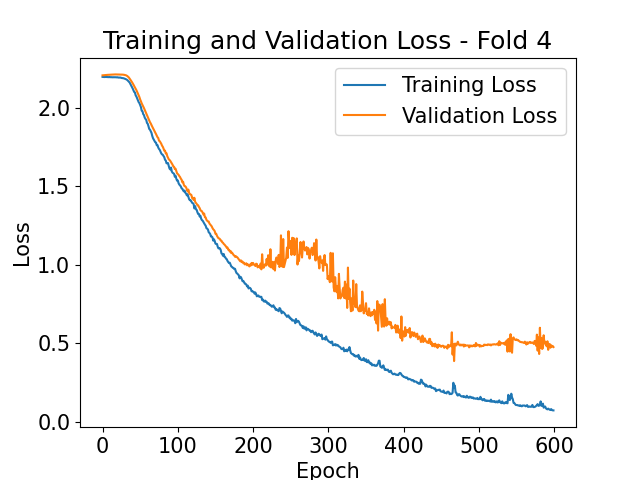 Training and Validation Loss - Fold 4
Training Loss
Validation Loss
2.0
1.5
1.0
0.5
0.0
Loss
0 100 200 300 400 500 600
Epoch